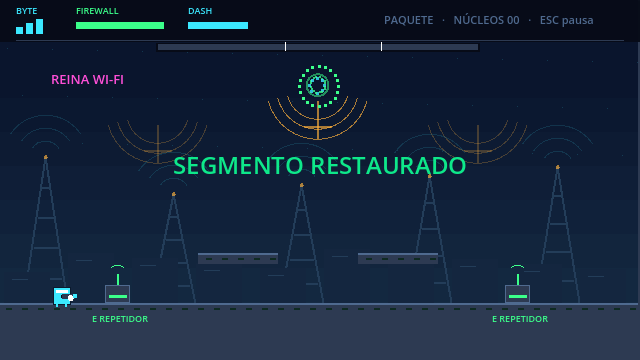 BYTE
FIREWALL
DASH
PAQUETE · NÚCLEOS 00 · ESC pausa
REINA WI-FI
SEGMENTO RESTAURADO
E REPETIDOR
E REPETIDOR